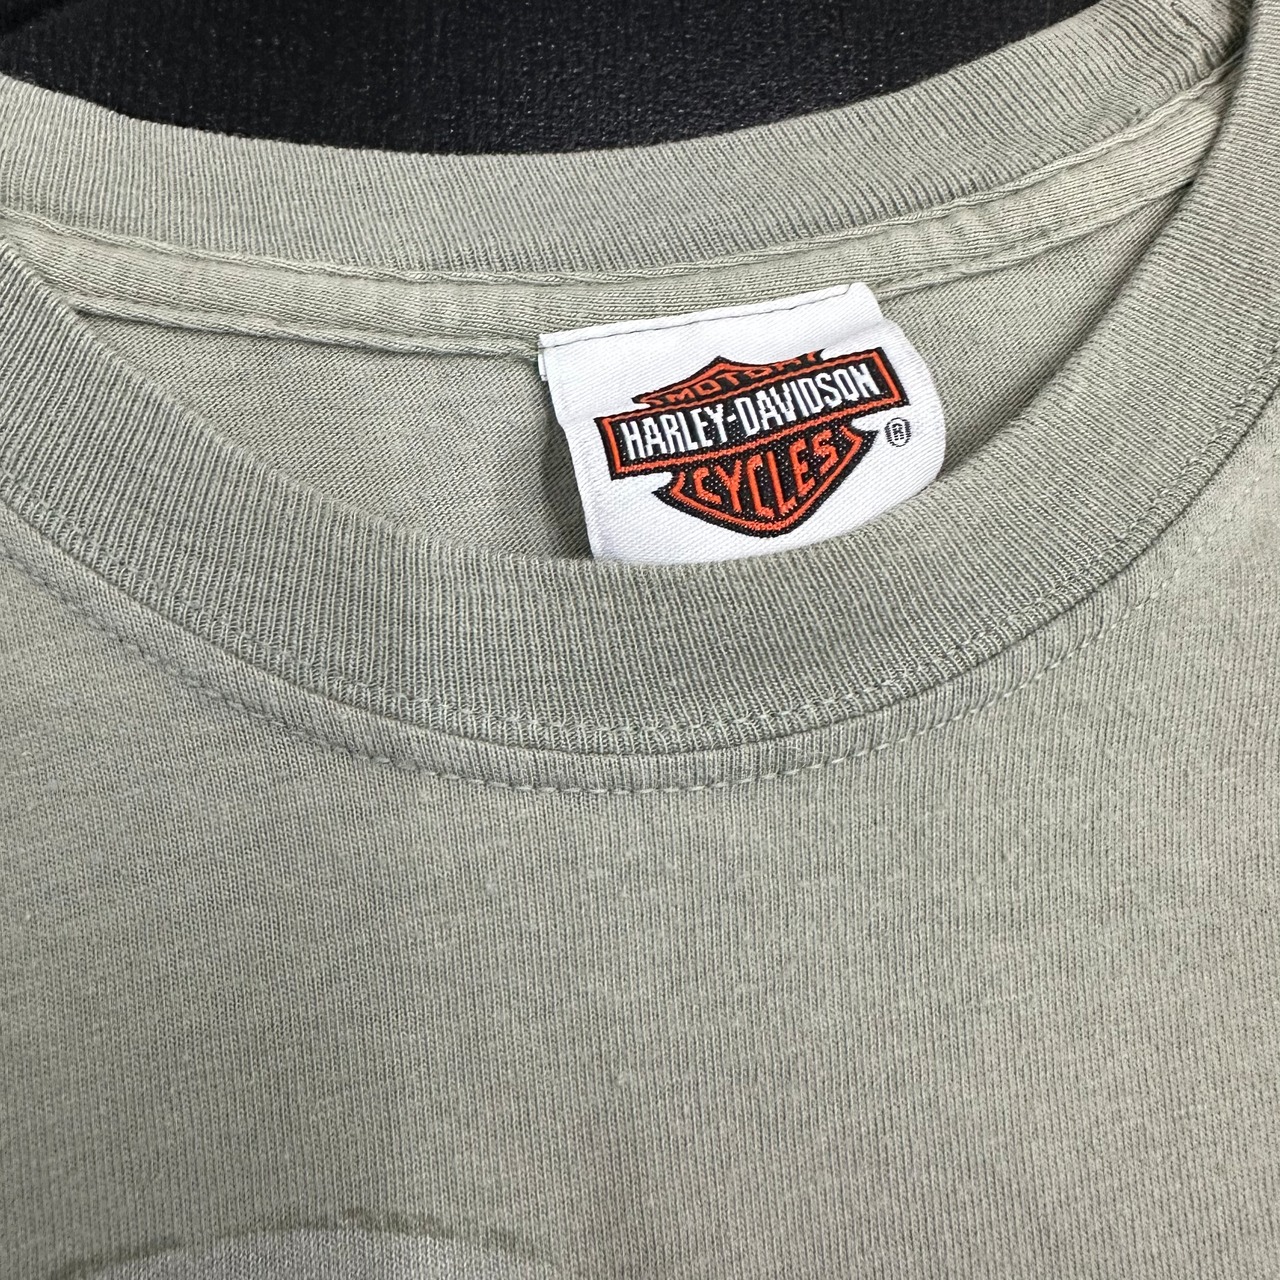 MOTOR
HARLEY-DAVIDSON
®
CYCLES